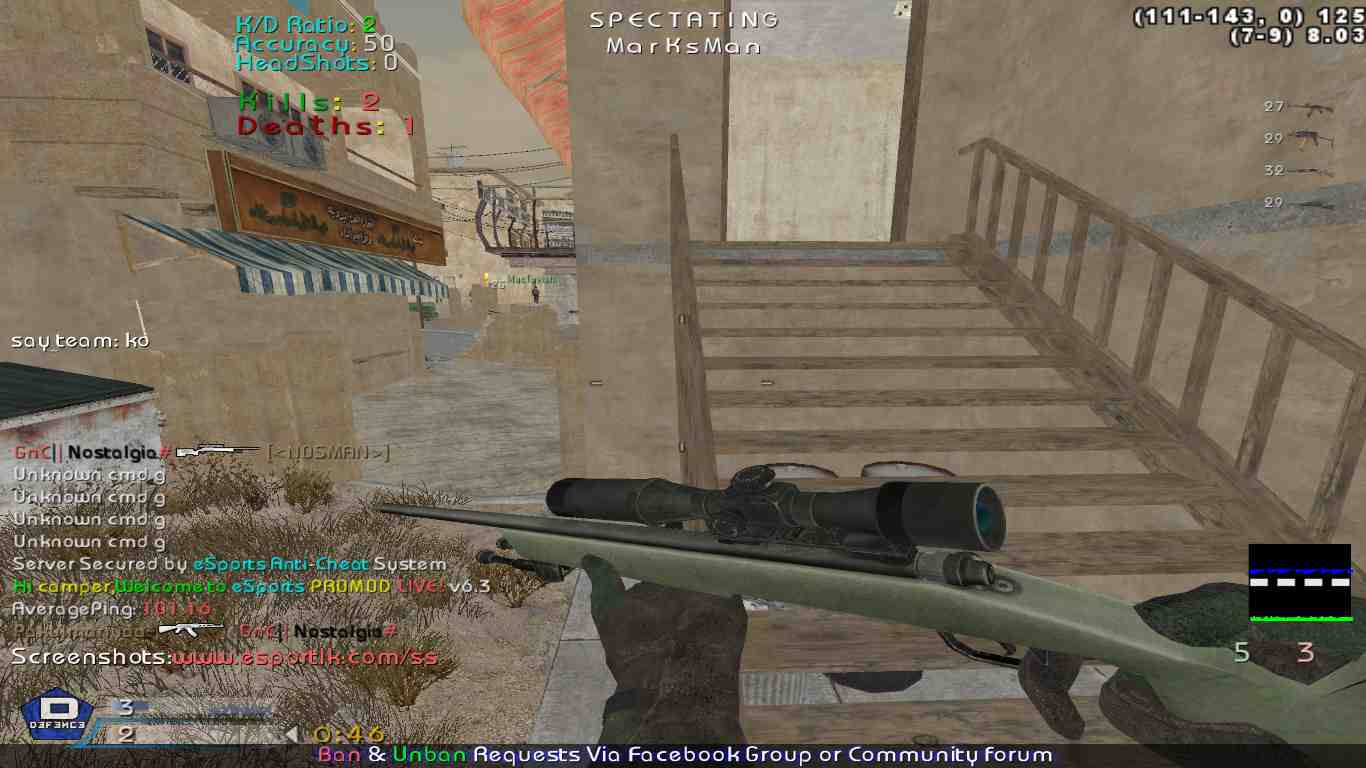 K/D Ratio: 2
Accuracy: 50
HeadShots: 0
Kills: 2
Deaths: 1
SPECTATING
MarKsMan
(111-143, 0) 125
(7-9) 8.03
27
29
32
29
MacTavish
say_team: ko
GnC|| Nostalgia# [<NOSMAN>]
Unknown cmd g
Unknown cmd g
Unknown cmd g
Unknown cmd g
Server Secured by eSports Anti-Cheat System
Hi camper,Welcome to eSports PROMOD LIVE! v6.3
AveragePing: 101.16
GnC|| Nostalgia#
Screenshots:www.esportlk.com/ss
5 3
D
DEFENCE
3
2
0:46
Ban & Unban Requests Via Facebook Group or Community forum